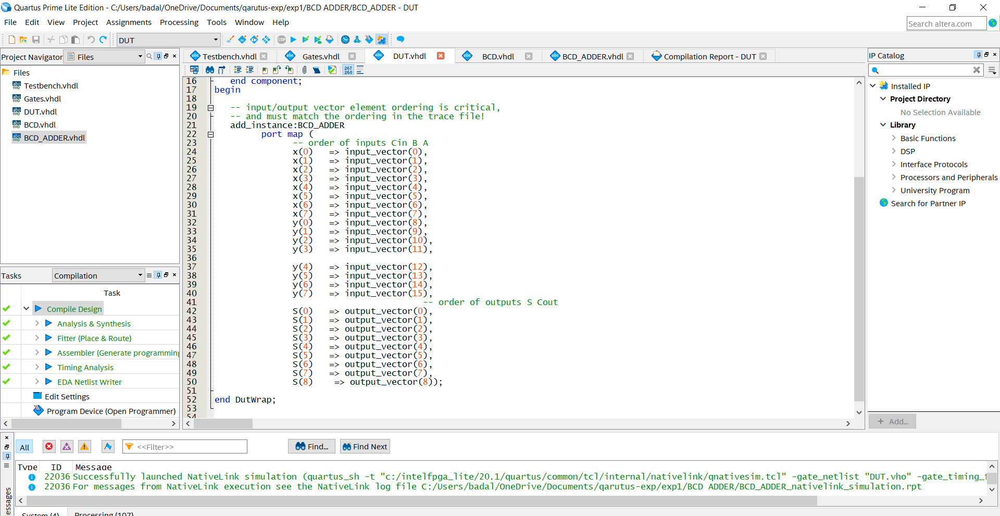 Quartus Prime Lite Edition - C:/Users/badal/OneDrive/Documents/qarutus-exp/exp1/BCD ADDER/BCD_ADDER - DUT
File Edit View Project Assignments Processing Tools Window Help
Search altera.com
DUT
Project Navigator Files
Files
Testbench.vhdl
Gates.vhdl
DUT.vhdl
BCD.vhdl
BCD_ADDER.vhdl
Tasks Compilation
Task
Compile Design
Analysis & Synthesis
Fitter (Place & Route)
Assembler (Generate programming
Timing Analysis
EDA Netlist Writer
Edit Settings
Program Device (Open Programmer)
Testbench.vhdl Gates.vhdl DUT.vhdl BCD.vhdl BCD_ADDER.vhdl Compilation Report - DUT
267
268
16 end component;
17 begin
18
19 -- input/output vector element ordering is critical,
20 -- and must match the ordering in the trace file!
21 add_instance:BCD_ADDER
22 port map (
23 -- order of inputs Cin B A
24 x(0) => input_vector(0),
25 x(1) => input_vector(1),
26 x(2) => input_vector(2),
27 x(3) => input_vector(3),
28 x(4) => input_vector(4),
29 x(5) => input_vector(5),
30 x(6) => input_vector(6),
31 x(7) => input_vector(7),
32 y(0) => input_vector(8),
33 y(1) => input_vector(9),
34 y(2) => input_vector(10),
35 y(3) => input_vector(11),
36
37 y(4) => input_vector(12),
38 y(5) => input_vector(13),
39 y(6) => input_vector(14),
40 y(7) => input_vector(15),
41 -- order of outputs S Cout
42 S(0) => output_vector(0),
43 S(1) => output_vector(1),
44 S(2) => output_vector(2),
45 S(3) => output_vector(3),
46 S(4) => output_vector(4),
47 S(5) => output_vector(5),
48 S(6) => output_vector(6),
49 S(7) => output_vector(7),
50 S(8) => output_vector(8));
51
52 end DutWrap;
53
54
IP Catalog
Installed IP
Project Directory
No Selection Available
Library
Basic Functions
DSP
Interface Protocols
Processors and Peripherals
University Program
Search for Partner IP
+ Add...
All <<Filter>> Find... Find Next
Type ID Message
22036 Successfully launched NativeLink simulation (quartus_sh -t "c:/intelfpga_lite/20.1/quartus/common/tcl/internal/nativelink/qnativesim.tcl" -gate_netlist "DUT.vho" -gate_timing_
22036 For messages from NativeLink execution see the NativeLink log file C:/Users/badal/OneDrive/Documents/qarutus-exp/exp1/BCD ADDER/BCD_ADDER_nativelink_simulation.rpt
essages
System (4) Processing (107)